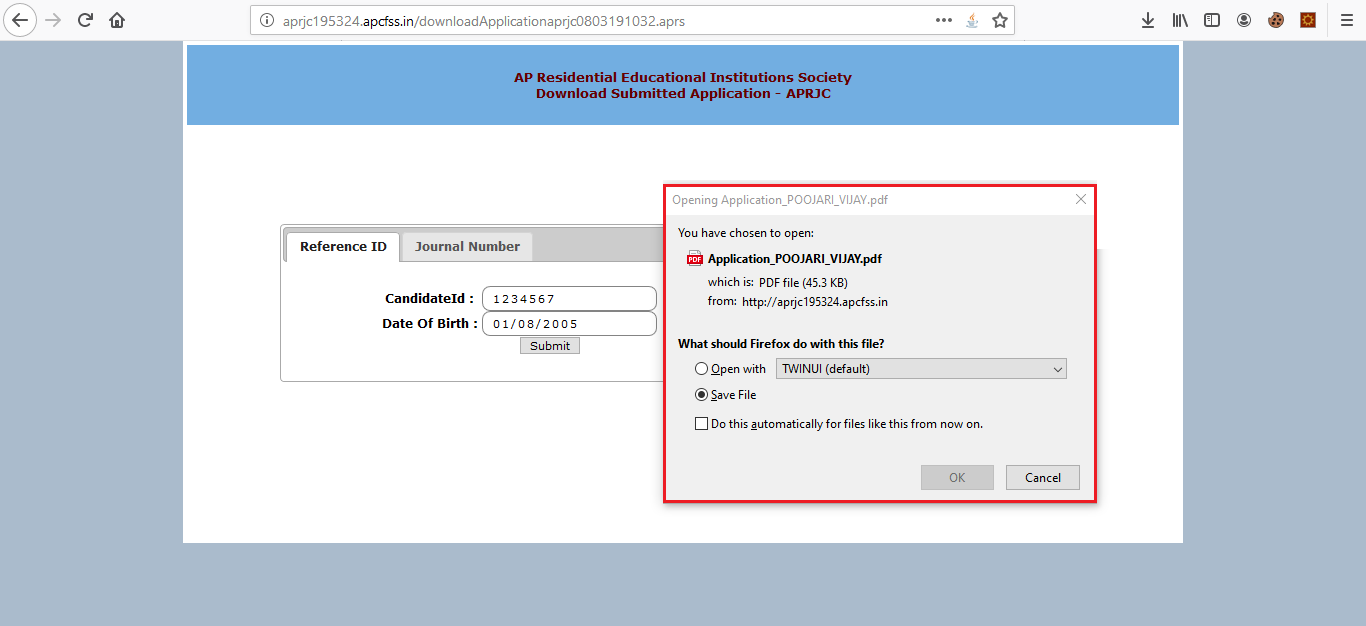 aprjc195324.apcfss.in/downloadApplicationaprjc0803191032.aprs
AP Residential Educational Institutions Society
Download Submitted Application - APRJC
Reference ID
Journal Number
CandidateId :
1234567
Date Of Birth :
01/08/2005
Submit
Opening Application_POOJARI_VIJAY.pdf
You have chosen to open:
PDF
Application_POOJARI_VIJAY.pdf
which is: PDF file (45.3 KB)
from: http://aprjc195324.apcfss.in
What should Firefox do with this file?
Open with
TWINUI (default)
Save File
Do this automatically for files like this from now on.
OK
Cancel